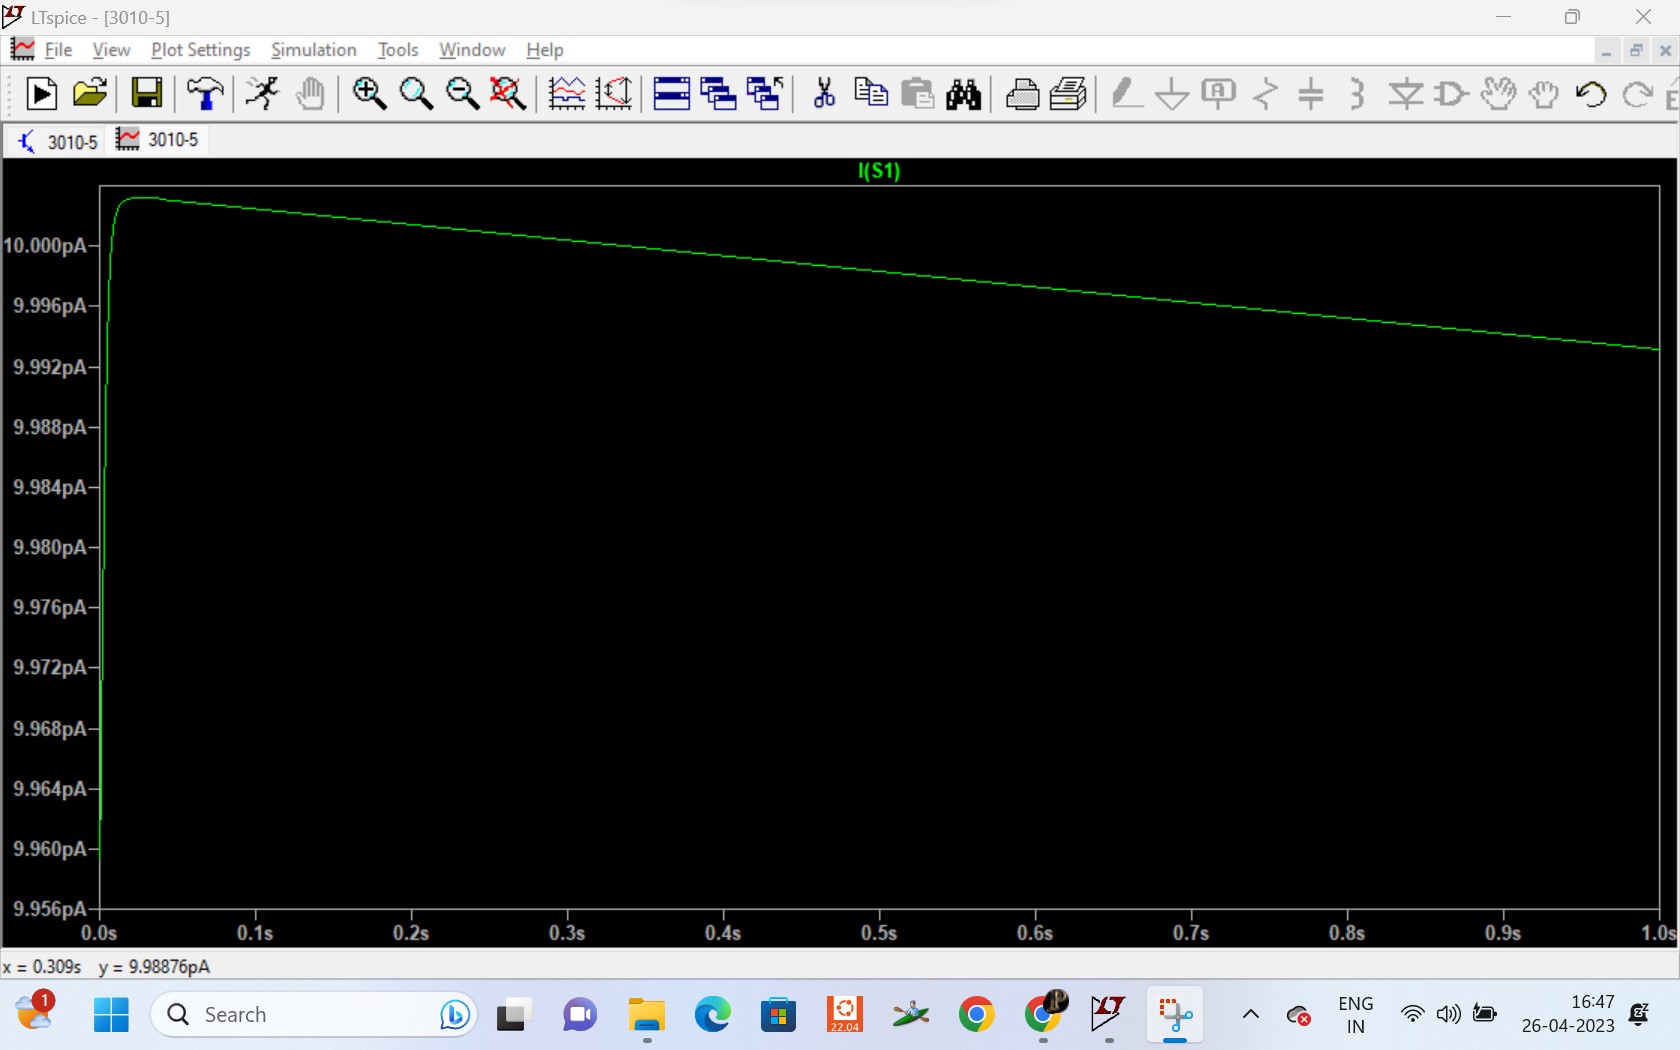 LTspice - [3010-5]
File View Plot Settings Simulation Tools Window Help
3010-5 3010-5
I(S1)
10.000pA
9.996pA
9.992pA
9.988pA
9.984pA
9.980pA
9.976pA
9.972pA
9.968pA
9.964pA
9.960pA
9.956pA
0.0s 0.1s 0.2s 0.3s 0.4s 0.5s 0.6s 0.7s 0.8s 0.9s 1.0s
x = 0.309s y = 9.98876pA
1
Search
22.04
ENG
IN
16:47
26-04-2023